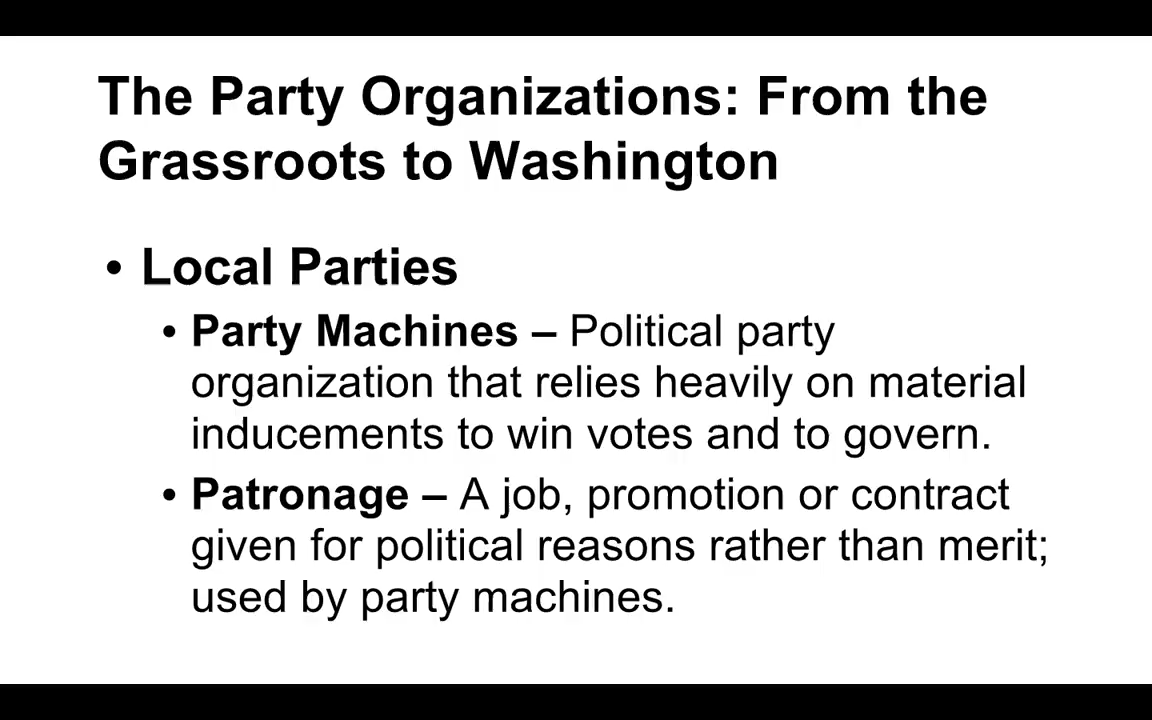 The Party Organizations: From the
Grassroots to Washington
• Local Parties
• Party Machines – Political party
organization that relies heavily on material
inducements to win votes and to govern.
• Patronage – A job, promotion or contract
given for political reasons rather than merit;
used by party machines.